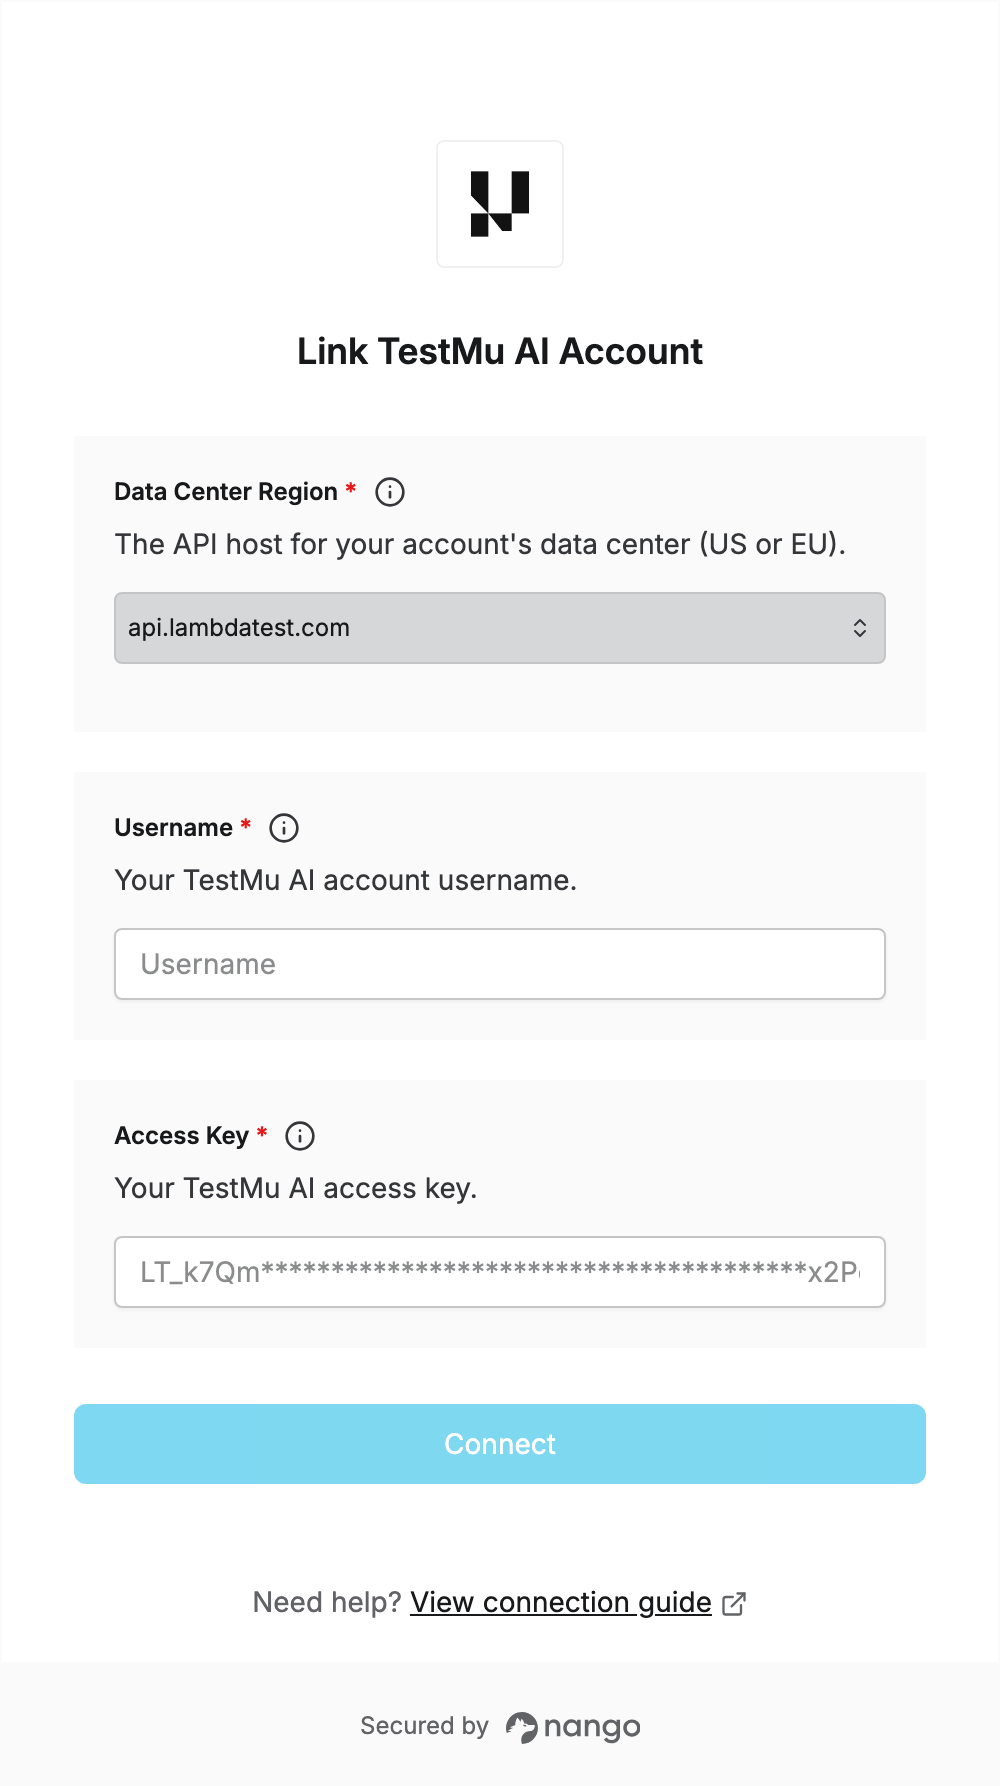 Link TestMu AI Account
Data Center Region *
The API host for your account's data center (US or EU).
api.lambdatest.com
Username *
Your TestMu AI account username.
Username
Access Key *
Your TestMu AI access key.
LT_k7Qm***************************************x2P
Connect
Need help? View connection guide
Secured by nango